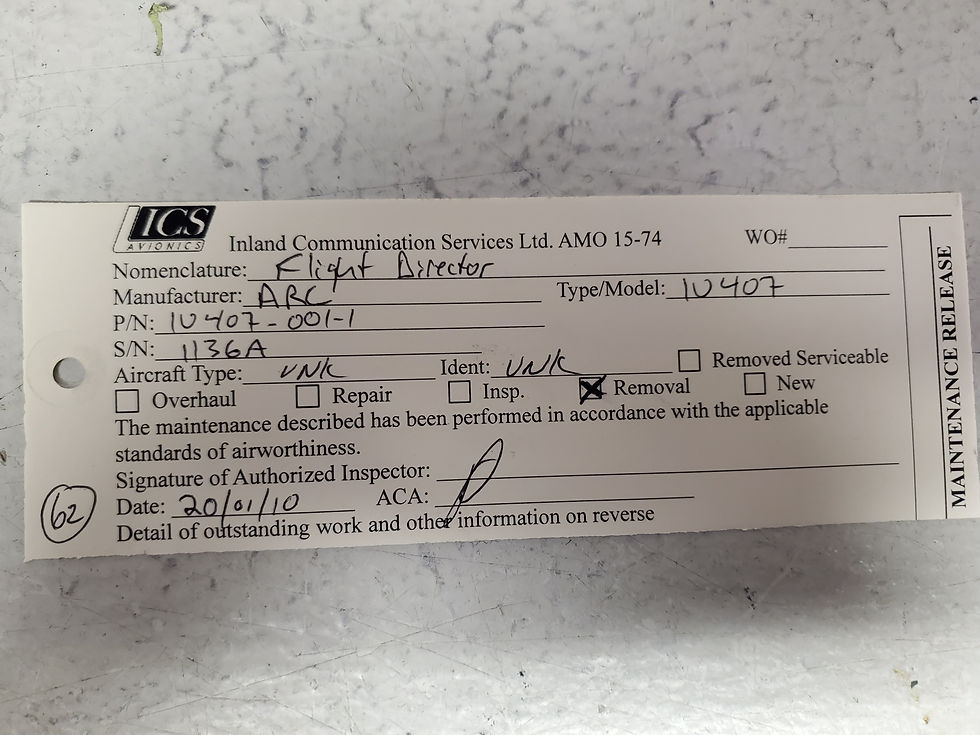 ICS
AVIONICS
Inland Communication Services Ltd. AMO 15-74 WO#
Nomenclature: Flight Director
Manufacturer: ARC Type/Model: IU407
P/N: IU407-001-1
S/N: 1136A
Aircraft Type: UNK Ident: UNK Removed Serviceable
Overhaul Repair Insp. Removal New
The maintenance described has been performed in accordance with the applicable
standards of airworthiness.
Signature of Authorized Inspector:
Date: 20/01/10 ACA:
Detail of outstanding work and other information on reverse
62
MAINTENANCE RELEASE